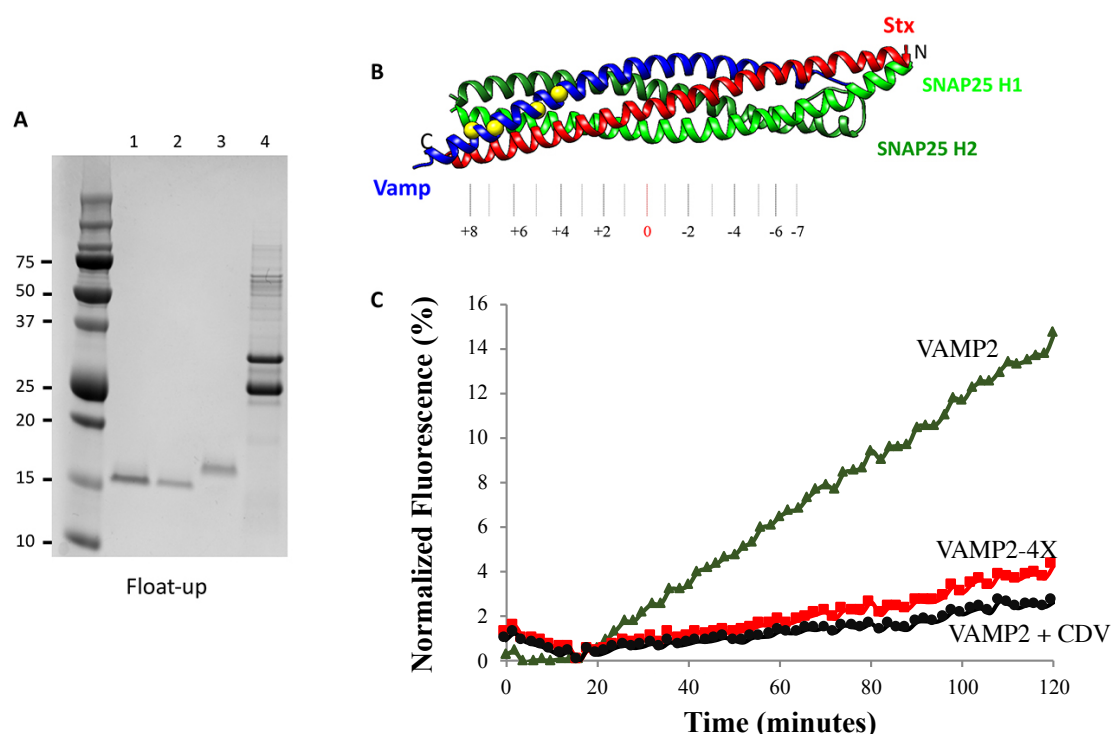 A
1 2 3 4
75
50
37
25
20
15
10
Float-up
B
Stx
N
SNAP25 H1
SNAP25 H2
C
Vamp
+8 +6 +4 +2 0 -2 -4 -6 -7
C
Normalized Fluorescence (%)
16
14
12
10
8
6
4
2
0
VAMP2
VAMP2-4X
VAMP2 + CDV
0 20 40 60 80 100 120
Time (minutes)